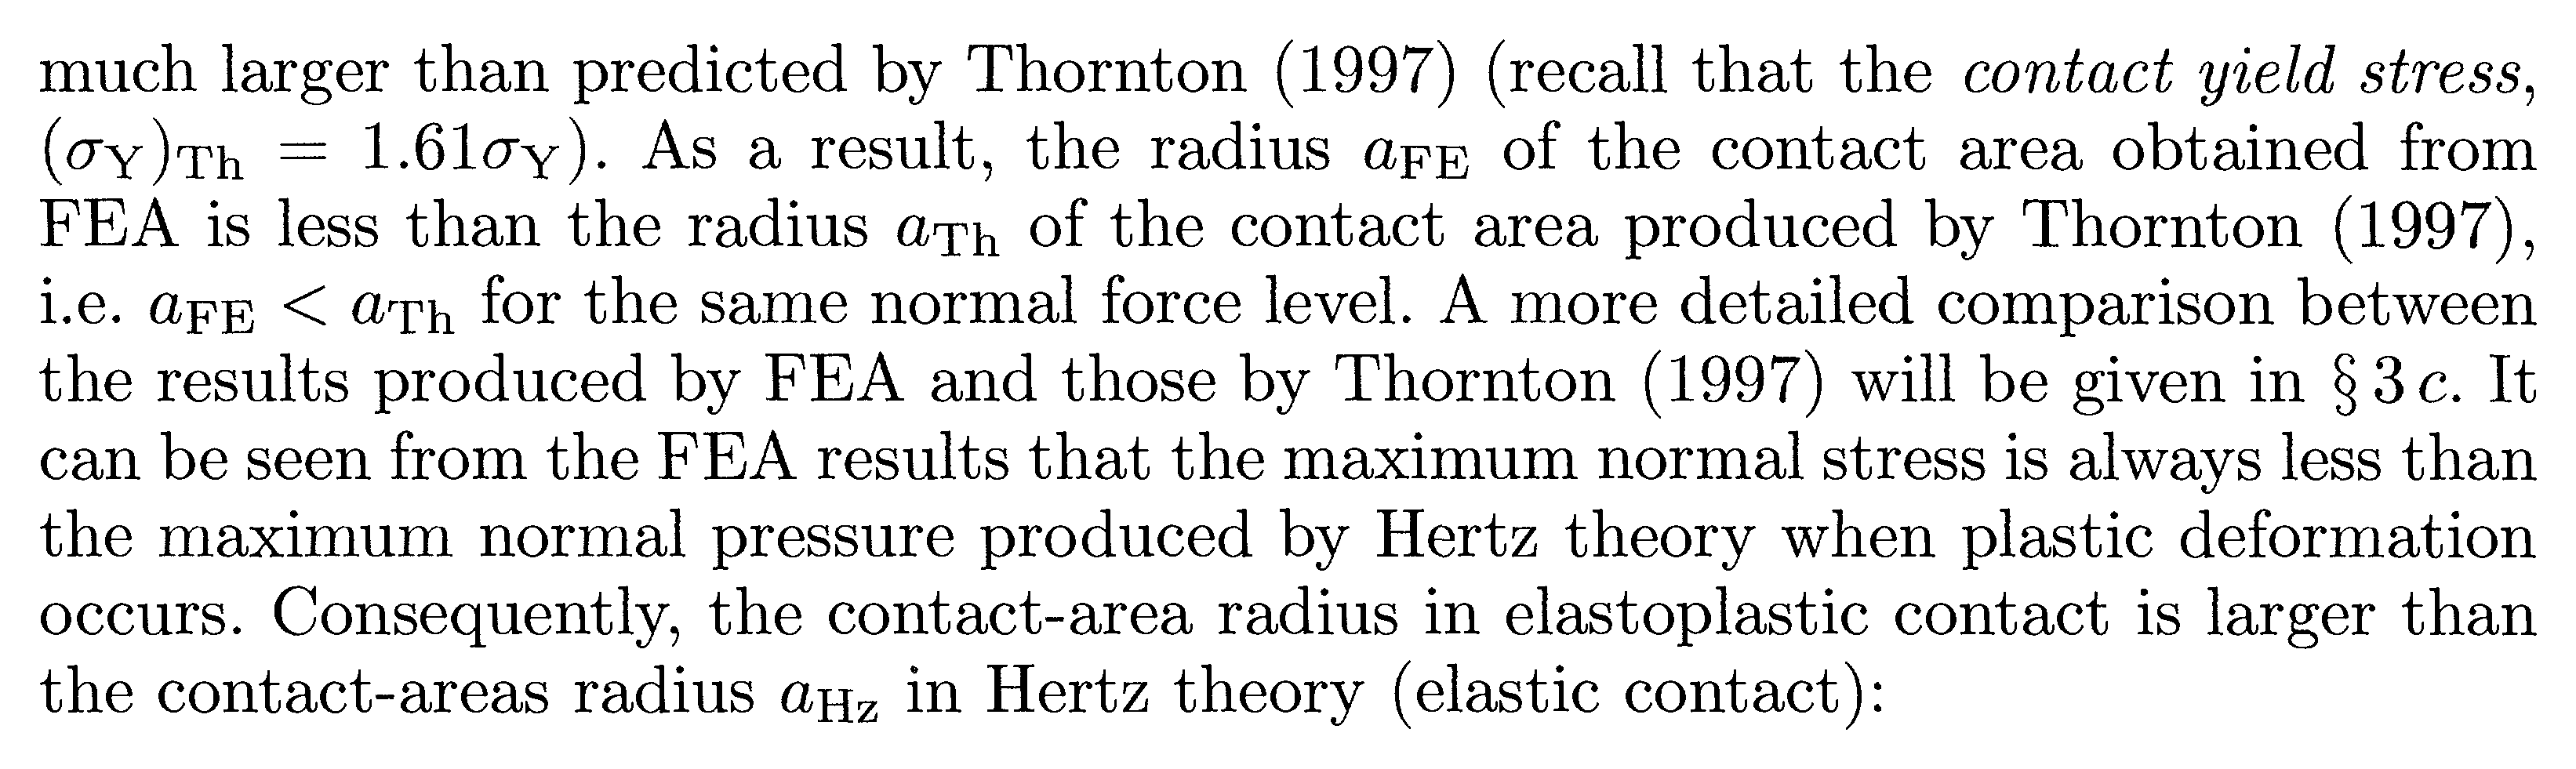 much larger than predicted by Thornton (1997) (recall that the contact yield stress,
(σY)Th = 1.61σY). As a result, the radius aFE of the contact area obtained from
FEA is less than the radius aTh of the contact area produced by Thornton (1997),
i.e. aFE < aTh for the same normal force level. A more detailed comparison between
the results produced by FEA and those by Thornton (1997) will be given in § 3 c. It
can be seen from the FEA results that the maximum normal stress is always less than
the maximum normal pressure produced by Hertz theory when plastic deformation
occurs. Consequently, the contact-area radius in elastoplastic contact is larger than
the contact-areas radius aHz in Hertz theory (elastic contact):